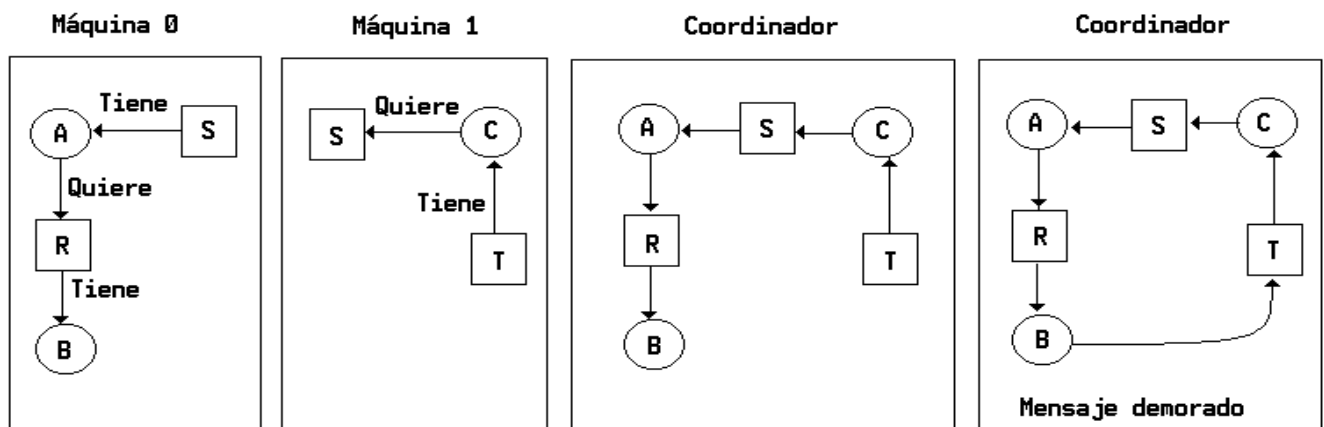 Máquina 0
Tiene
A
S
Quiere
R
Tiene
B
Máquina 1
Quiere
S
C
Tiene
T
Coordinador
A
S
C
R
T
B
Coordinador
A
S
C
R
T
B
Mensaje demorado